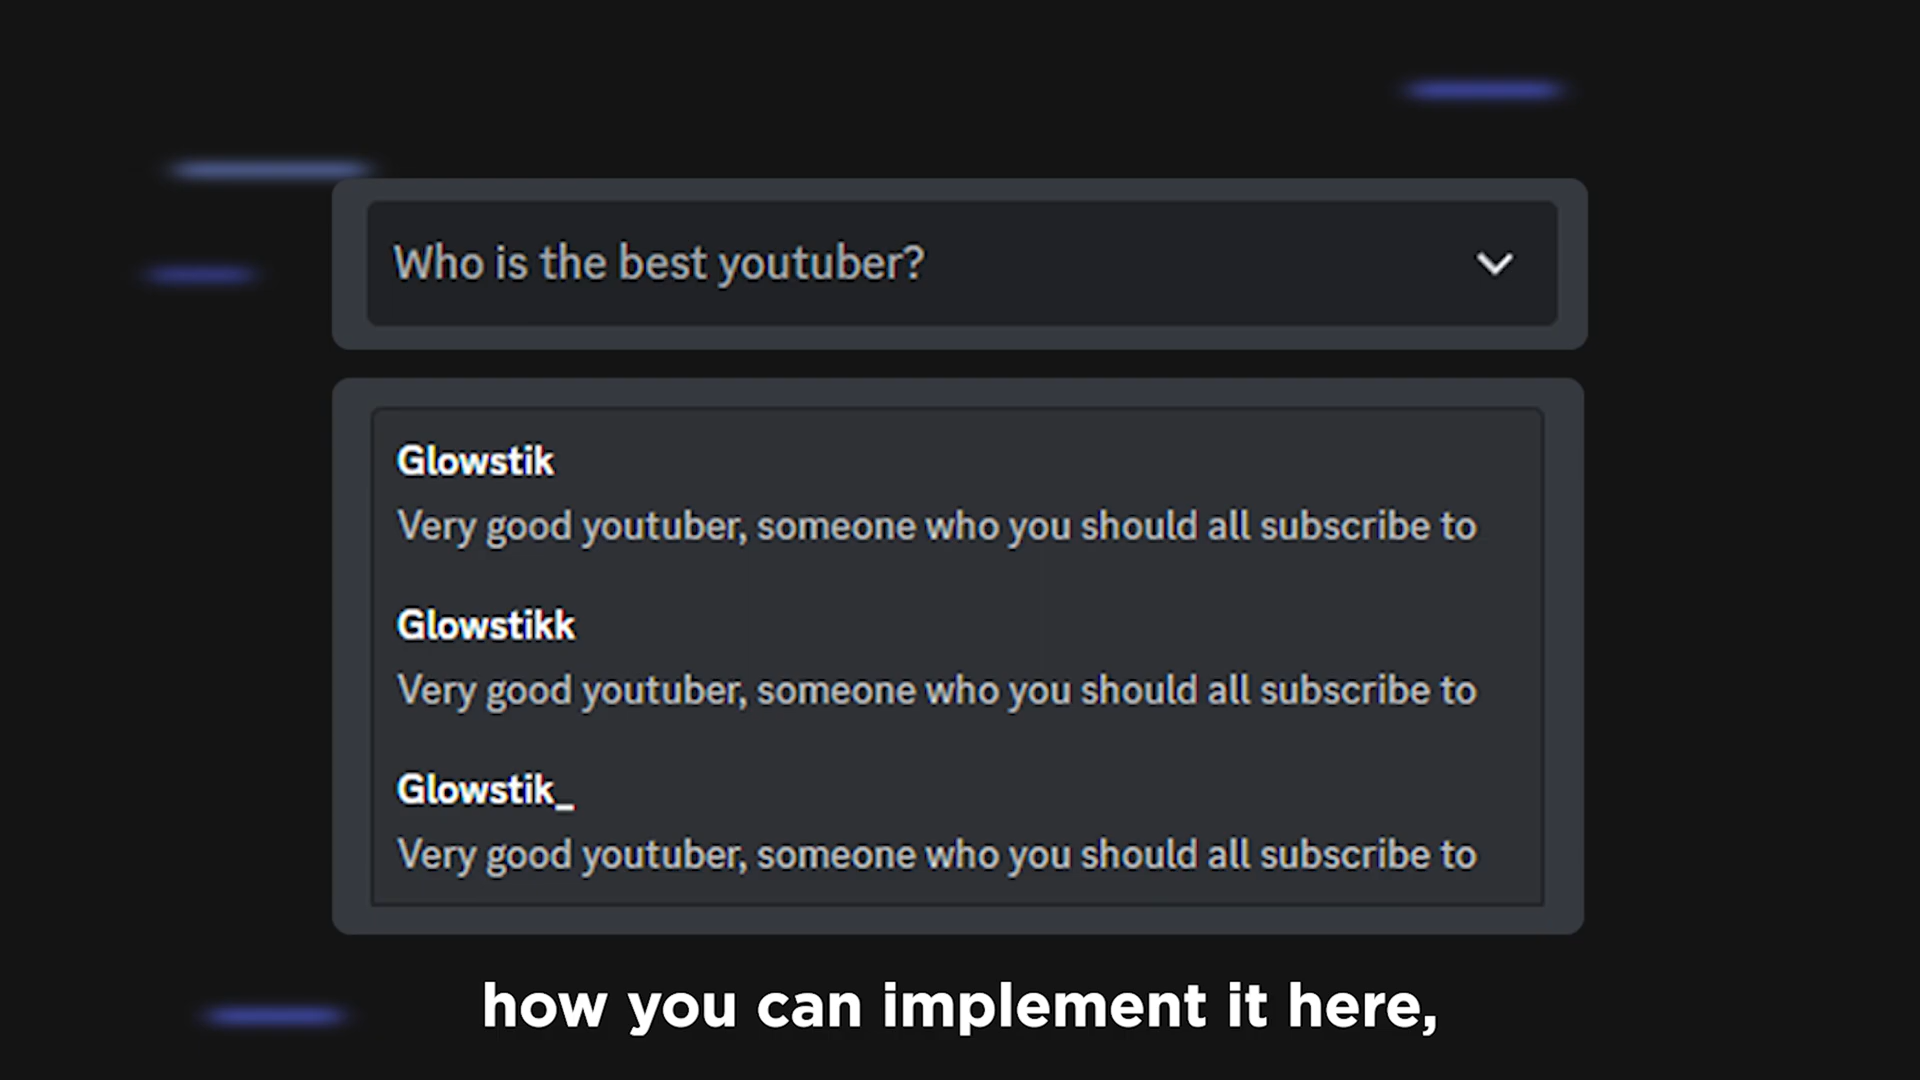 Who is the best youtuber?
Glowstik
Very good youtuber, someone who you should all subscribe to
Glowstikk
Very good youtuber, someone who you should all subscribe to
Glowstik_
Very good youtuber, someone who you should all subscribe to
how you can implement it here,